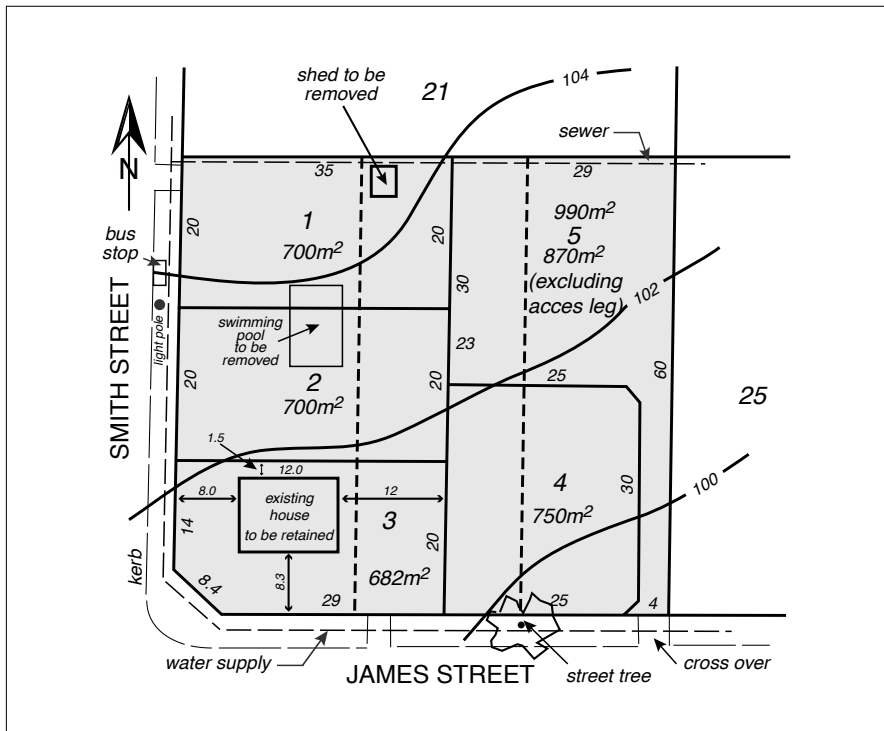 shed to be
removed
21
104
sewer
N
35
29
1
700m²
20
20
990m²
5
870m²
(excluding
acces leg)
30
102
bus
stop
SMITH STREET
light pole
swimming
pool
to be
removed
2
700m²
20
20
23
25
60
25
1.5
12.0
8.0
existing
house
to be retained
12
3
682m²
14
20
8.4
8.3
29
4
750m²
30
100
25
4
kerb
water supply
JAMES STREET
street tree
cross over